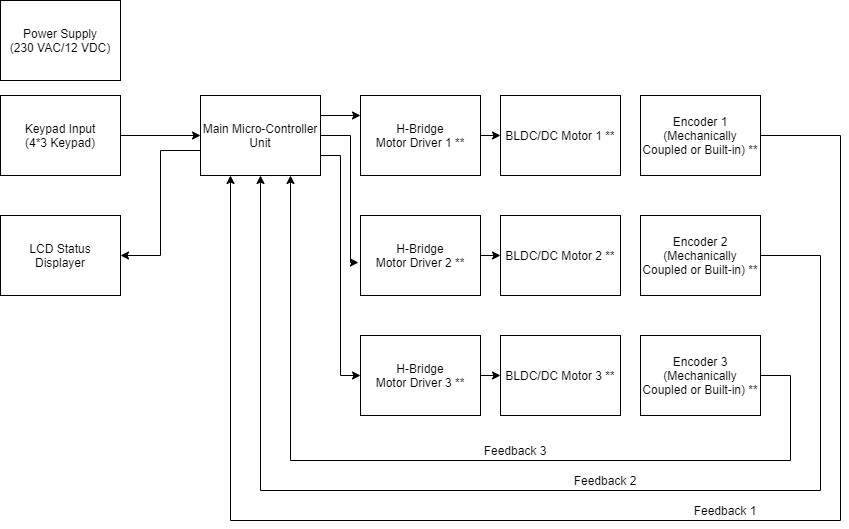 Power Supply
(230 VAC/12 VDC)
Keypad Input
(4*3 Keypad)
Main Micro-Controller
Unit
H-Bridge
Motor Driver 1 **
BLDC/DC Motor 1 **
Encoder 1
(Mechanically
Coupled or Built-in) **
LCD Status
Displayer
H-Bridge
Motor Driver 2 **
BLDC/DC Motor 2 **
Encoder 2
(Mechanically
Coupled or Built-in) **
H-Bridge
Motor Driver 3 **
BLDC/DC Motor 3 **
Encoder 3
(Mechanically
Coupled or Built-in) **
Feedback 3
Feedback 2
Feedback 1